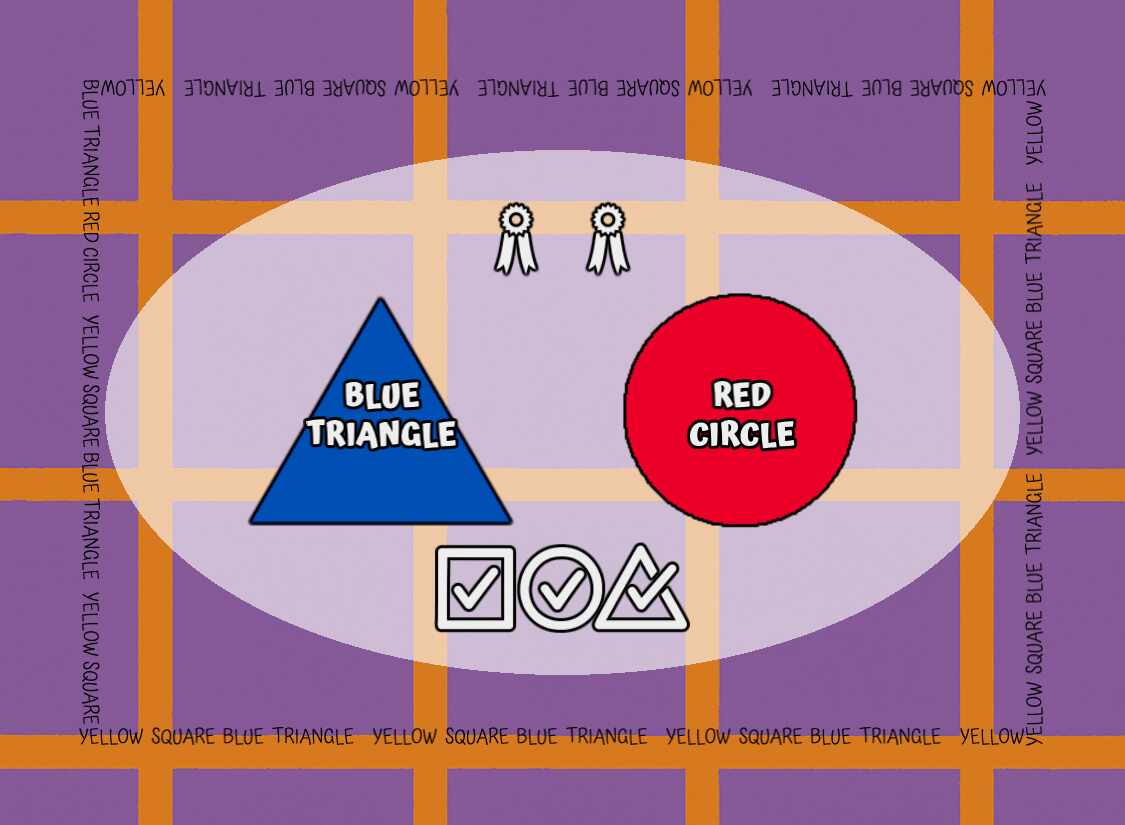 YELLOW SQUARE BLUE TRIANGLE YELLOW SQUARE BLUE TRIANGLE YELLOW SQUARE BLUE TRIANGLE YELLOW
BLUE TRIANGLE RED CIRCLE YELLOW SQUARE BLUE TRIANGLE YELLOW SQUARE
BLUE
TRIANGLE
RED
CIRCLE
YELLOW SQUARE BLUE TRIANGLE YELLOW SQUARE BLUE TRIANGLE YELLOW SQUARE BLUE TRIANGLE YELLOW
YELLOW SQUARE BLUE TRIANGLE YELLOW SQUARE BLUE TRIANGLE YELLOW